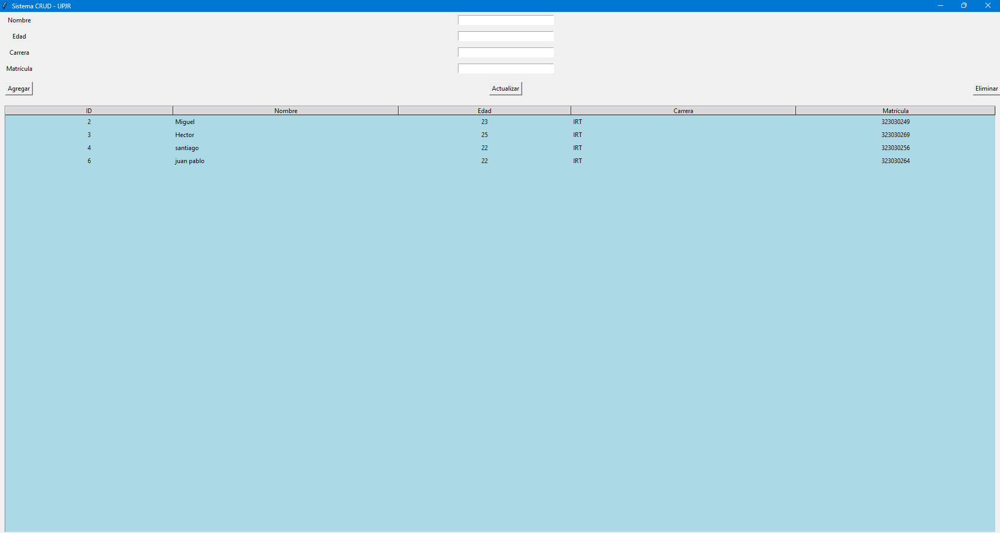 Sistema CRUD - UPJR
Nombre
Edad
Carrera
Matrícula
Agregar Actualizar Eliminar
ID Nombre Edad Carrera Matrícula
2 Miguel 23 IRT 323030249
3 Hector 25 IRT 323030269
4 santiago 22 IRT 323030256
6 juan pablo 22 IRT 323030264